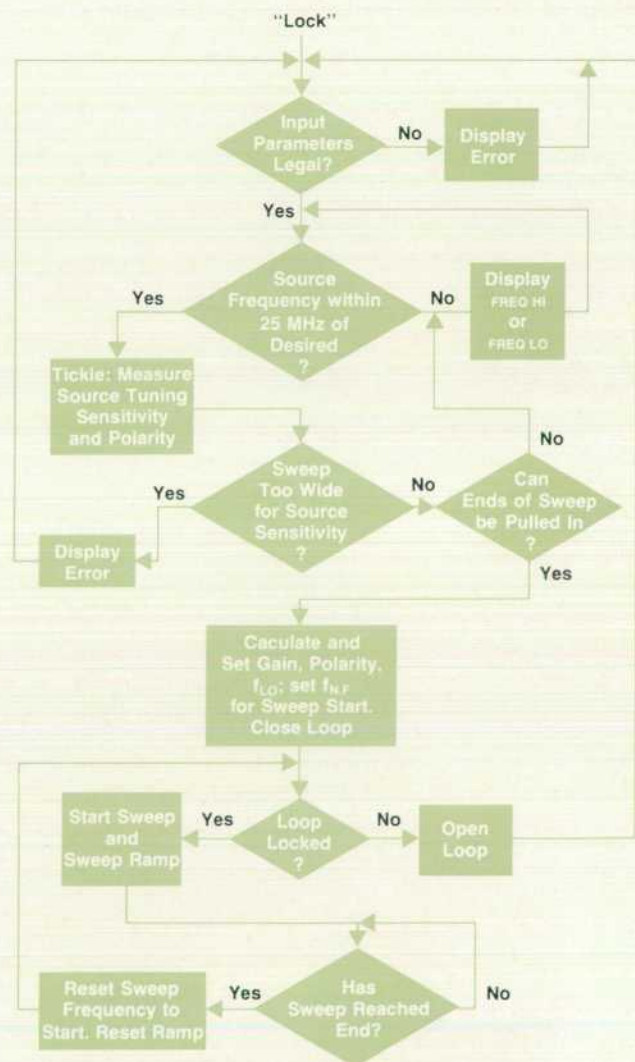 "Lock"
Input
Parameters
Legal?
No
Display
Error
Yes
Source
Frequency within
25 MHz of
Desired
?
Yes
No
Display
FREQ HI
or
FREQ LO
Tickle: Measure
Source Tuning
Sensitivity
and Polarity
No
Sweep
Too Wide
for Source
Sensitivity
?
Yes
No
Can
Ends of Sweep
be Pulled In
?
Display
Error
Yes
Caculate and
Set Gain, Polarity,
fLO; set fN.F
for Sweep Start.
Close Loop
Start Sweep
and
Sweep Ramp
Yes
Loop
Locked
?
No
Open
Loop
Reset Sweep
Frequency to
Start. Reset Ramp
Yes
Has
Sweep Reached
End?
No